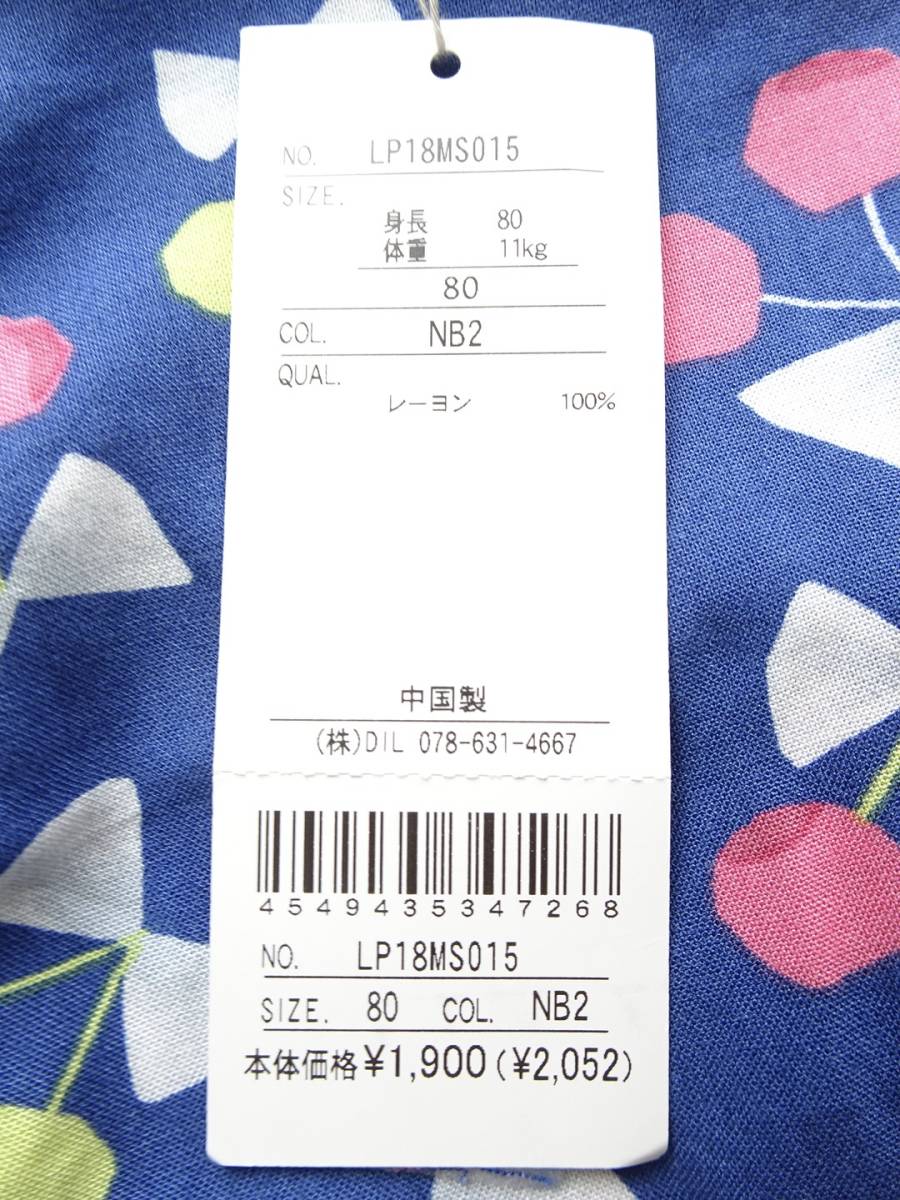 NO. LP18MS015
SIZE.
身長 80
体重 11kg
80
COL. NB2
QUAL.
レーヨン 100%
中国製
(株)DIL 078-631-4667
4549435347268
NO. LP18MS015
SIZE. 80 COL. NB2
本体価格¥1,900(¥2,052)